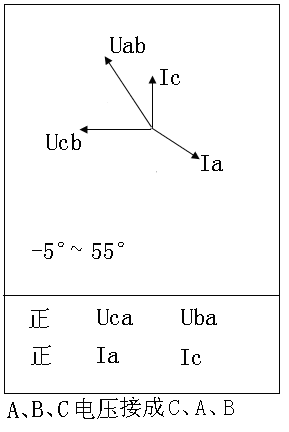 Uab
Ic
Ucb
Ia
-5°~ 55°
正 Uca Uba
正 Ia Ic
A、B、C电压接成C、A、B